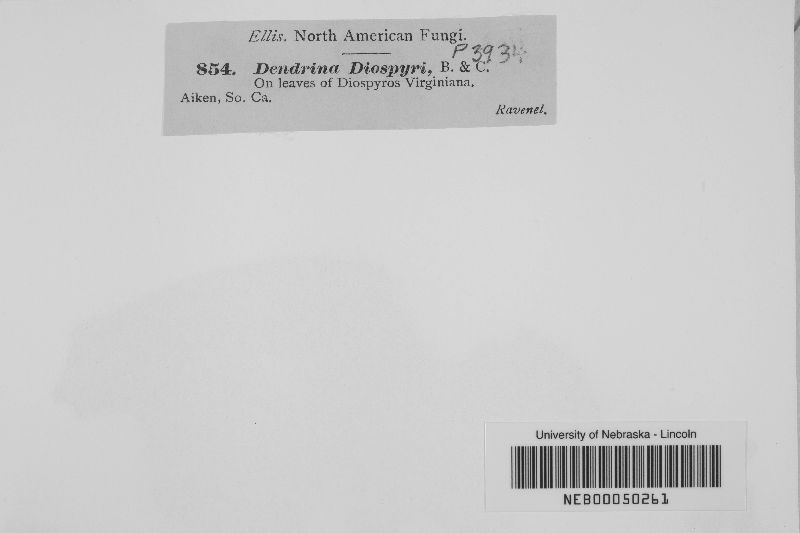 Ellis. North American Fungi.
P3934
854. Dendrina Diospyri, B. & C.
On leaves of Diospyros Virginiana.
Aiken, So. Ca.
Ravenel.
University of Nebraska - Lincoln
NEB00050261